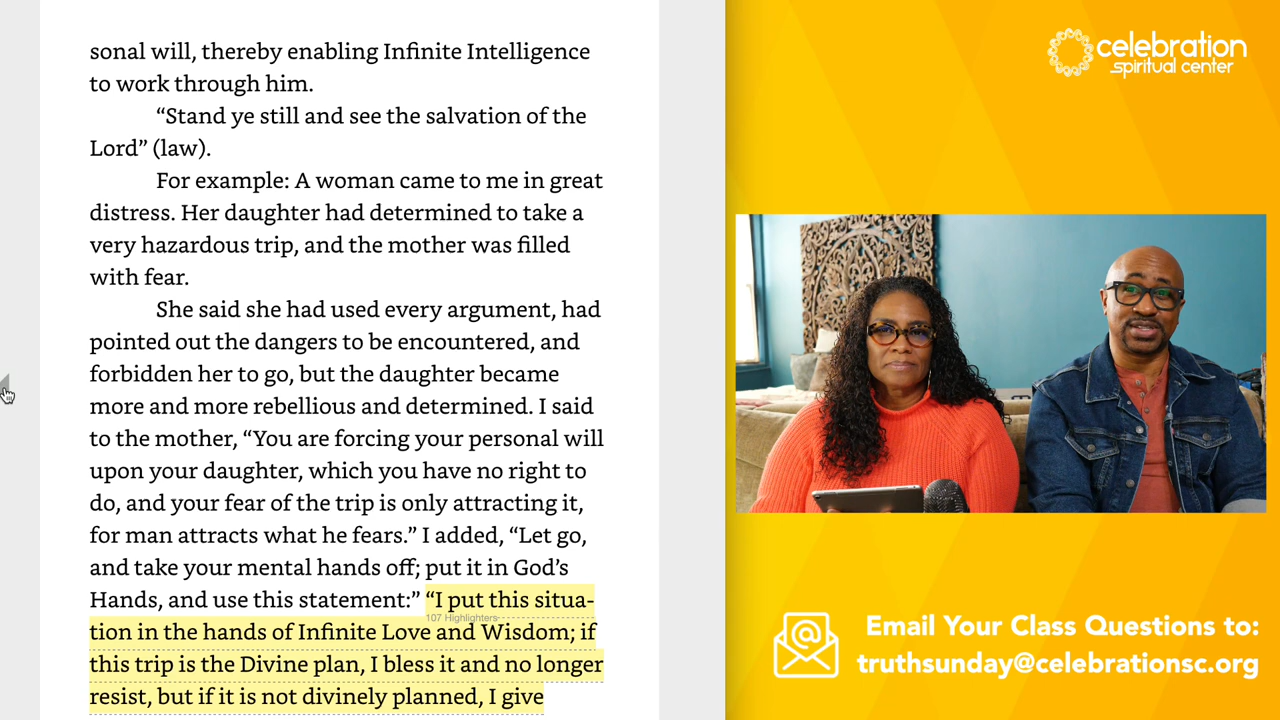 sonal will, thereby enabling Infinite Intelligence
to work through him.
“Stand ye still and see the salvation of the
Lord” (law).
For example: A woman came to me in great
distress. Her daughter had determined to take a
very hazardous trip, and the mother was filled
with fear.
She said she had used every argument, had
pointed out the dangers to be encountered, and
forbidden her to go, but the daughter became
more and more rebellious and determined. I said
to the mother, “You are forcing your personal will
upon your daughter, which you have no right to
do, and your fear of the trip is only attracting it,
for man attracts what he fears.” I added, “Let go,
and take your mental hands off; put it in God’s
Hands, and use this statement:” “I put this situa-
107 Highlighters
tion in the hands of Infinite Love and Wisdom; if
this trip is the Divine plan, I bless it and no longer
resist, but if it is not divinely planned, I give
celebration
spiritual center
Email Your Class Questions to:
truthsunday@celebrationsc.org